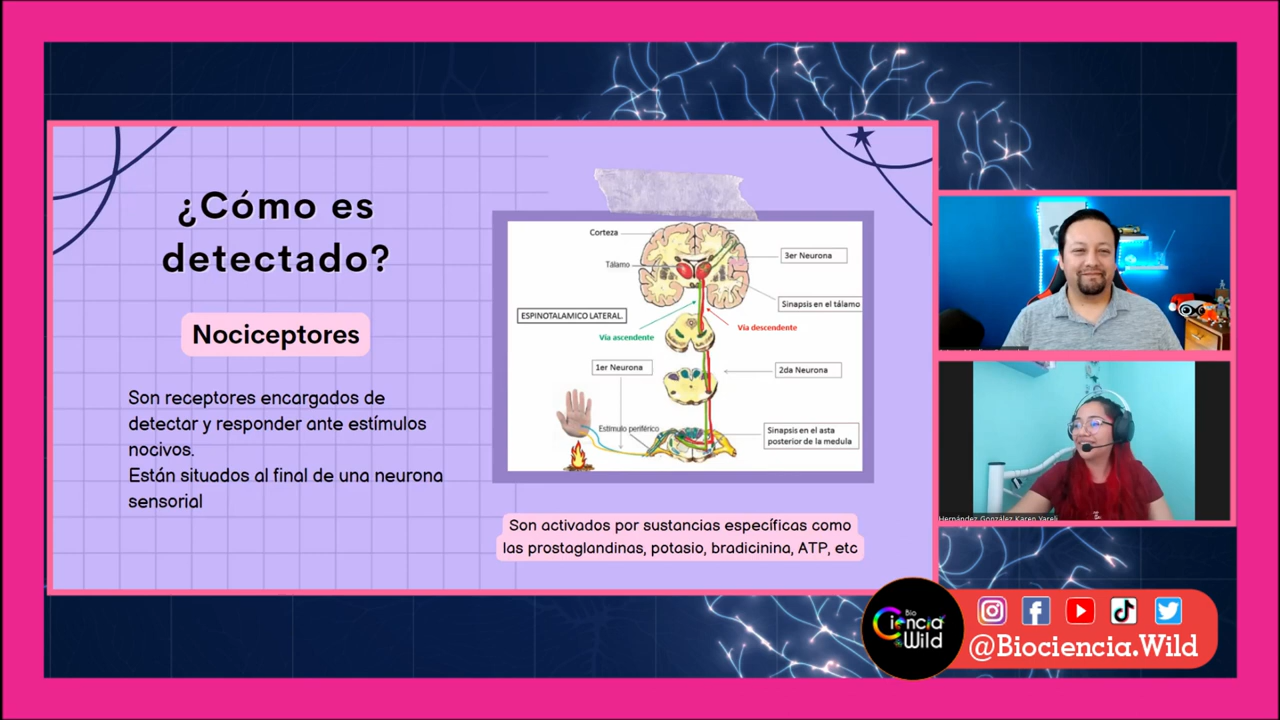 ¿Cómo es
detectado?
Nociceptores
Son receptores encargados de
detectar y responder ante estímulos
nocivos.
Están situados al final de una neurona
sensorial
Corteza
3er Neurona
Tálamo
Sinapsis en el tálamo
ESPINOTALAMICO LATERAL.
Vía ascendente
Vía descendente
1er Neurona
2da Neurona
Estímulo periférico
Sinapsis en el asta
posterior de la medula
Son activados por sustancias específicas como
las prostaglandinas, potasio, bradicinina, ATP, etc
Hernández González Karen Yareli
Bio
Ciencia
Wild
@Biociencia.Wild